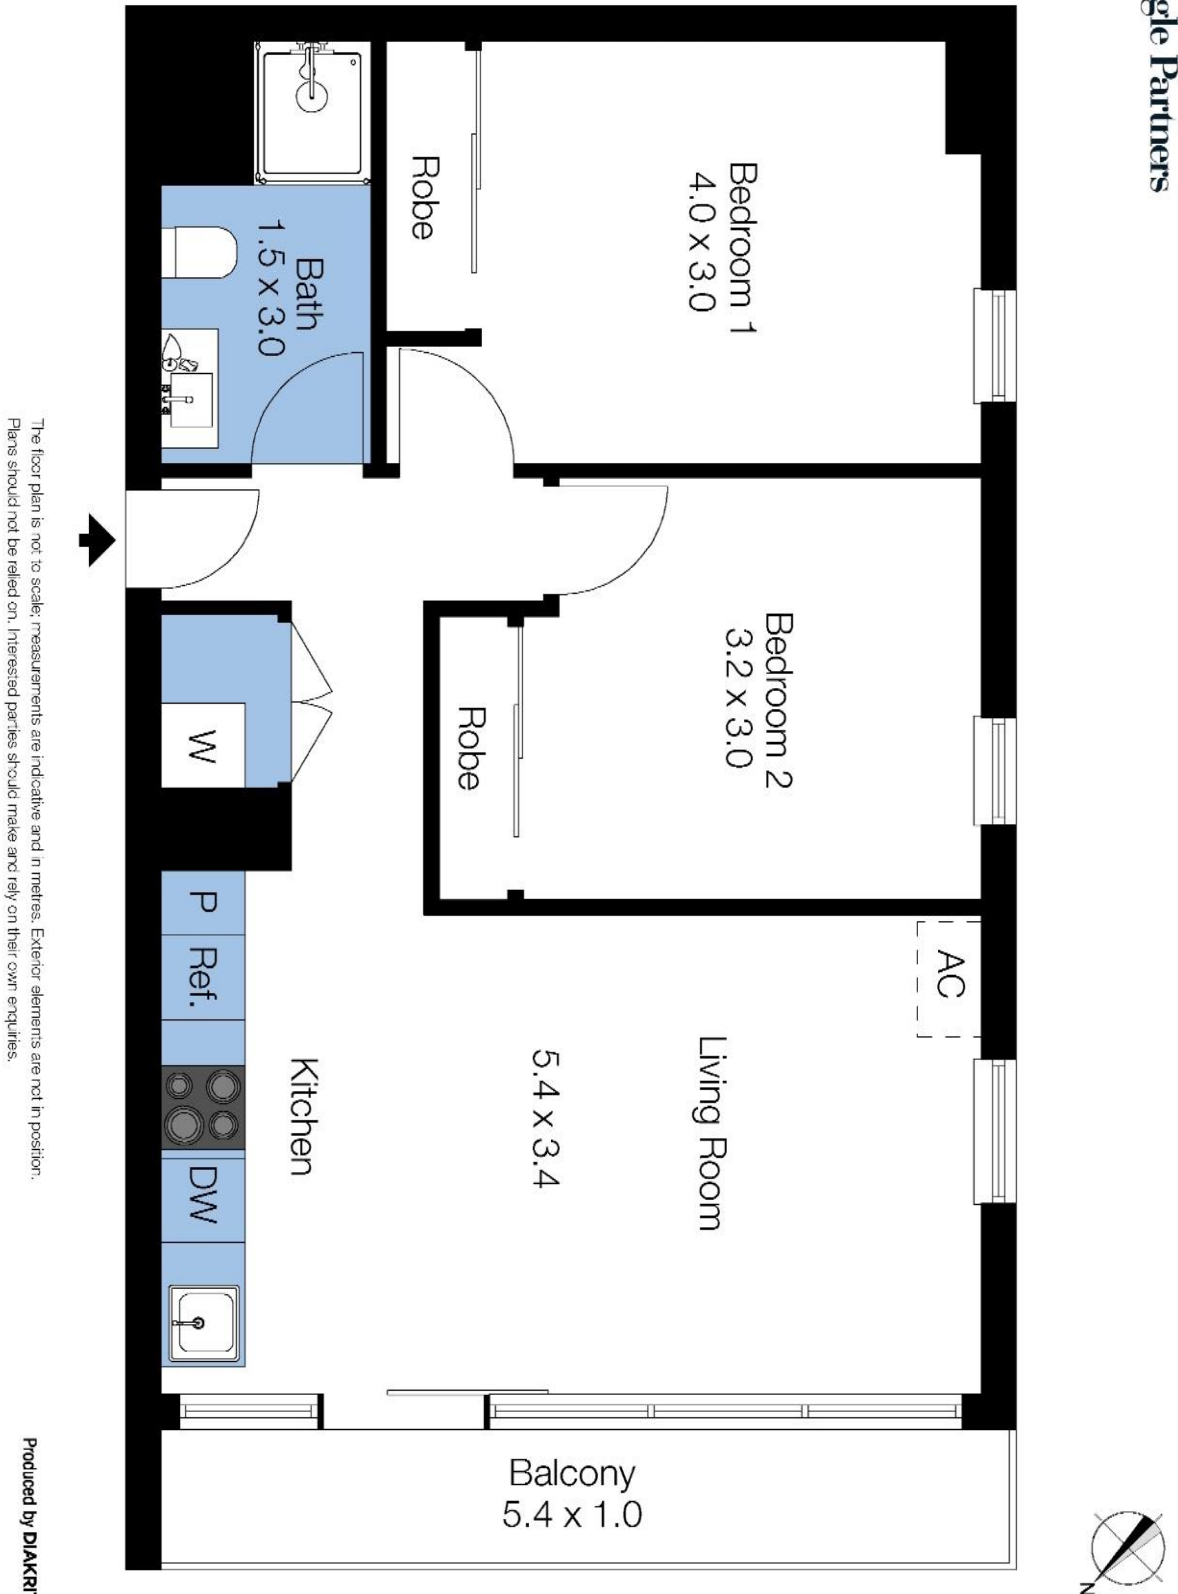 gle Partners
Robe
Bedroom 1
4.0 x 3.0
Bath
1.5 x 3.0
Bedroom 2
3.2 x 3.0
Robe
W
P
Ref.
DW
Kitchen
AC
Living Room
5.4 x 3.4
Balcony
5.4 x 1.0
The floor plan is not to scale; measurements are indicative and in metres. Exterior elements are not in position.
Plans should not be relied on. Interested parties should make and rely on their own enquiries.
Produced by DIAKRI
N